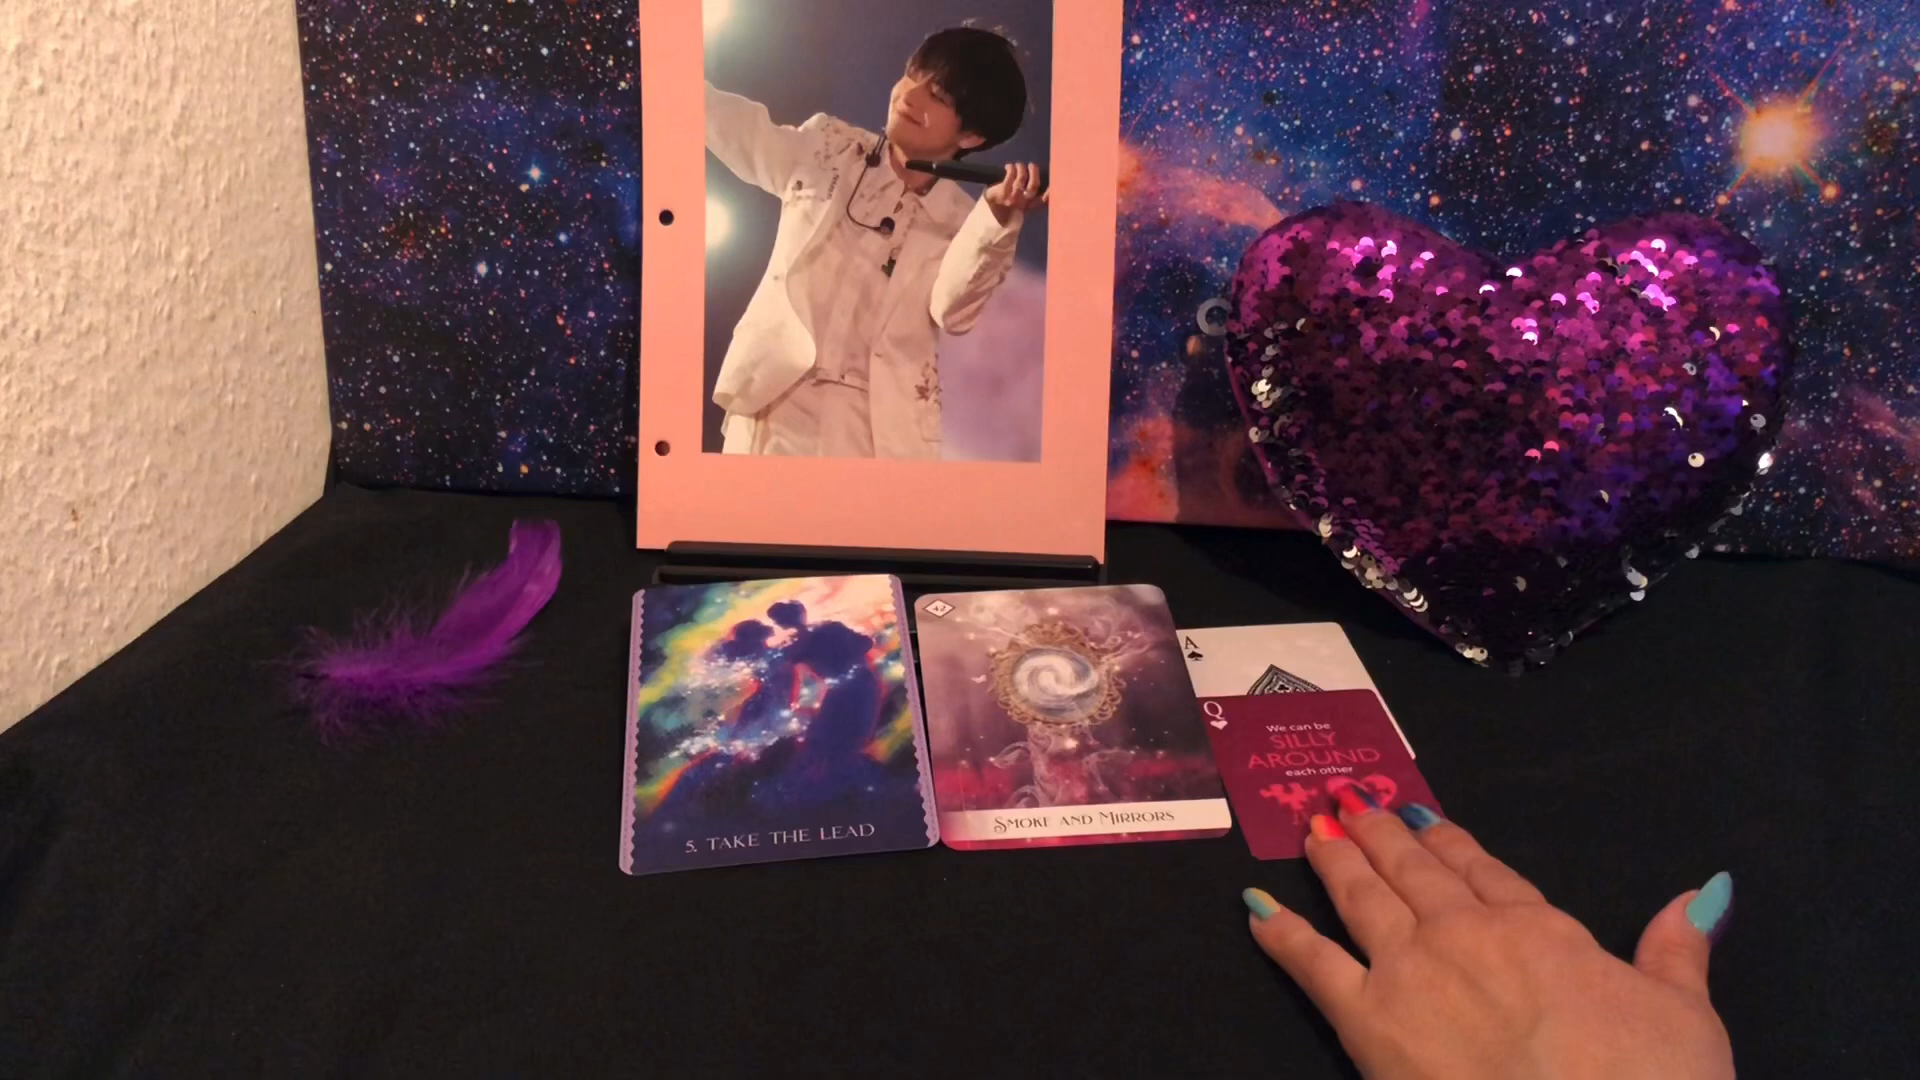 5. TAKE THE LEAD
42
SMOKE AND MIRRORS
A
Q
We can be
SILLY
AROUND
each other